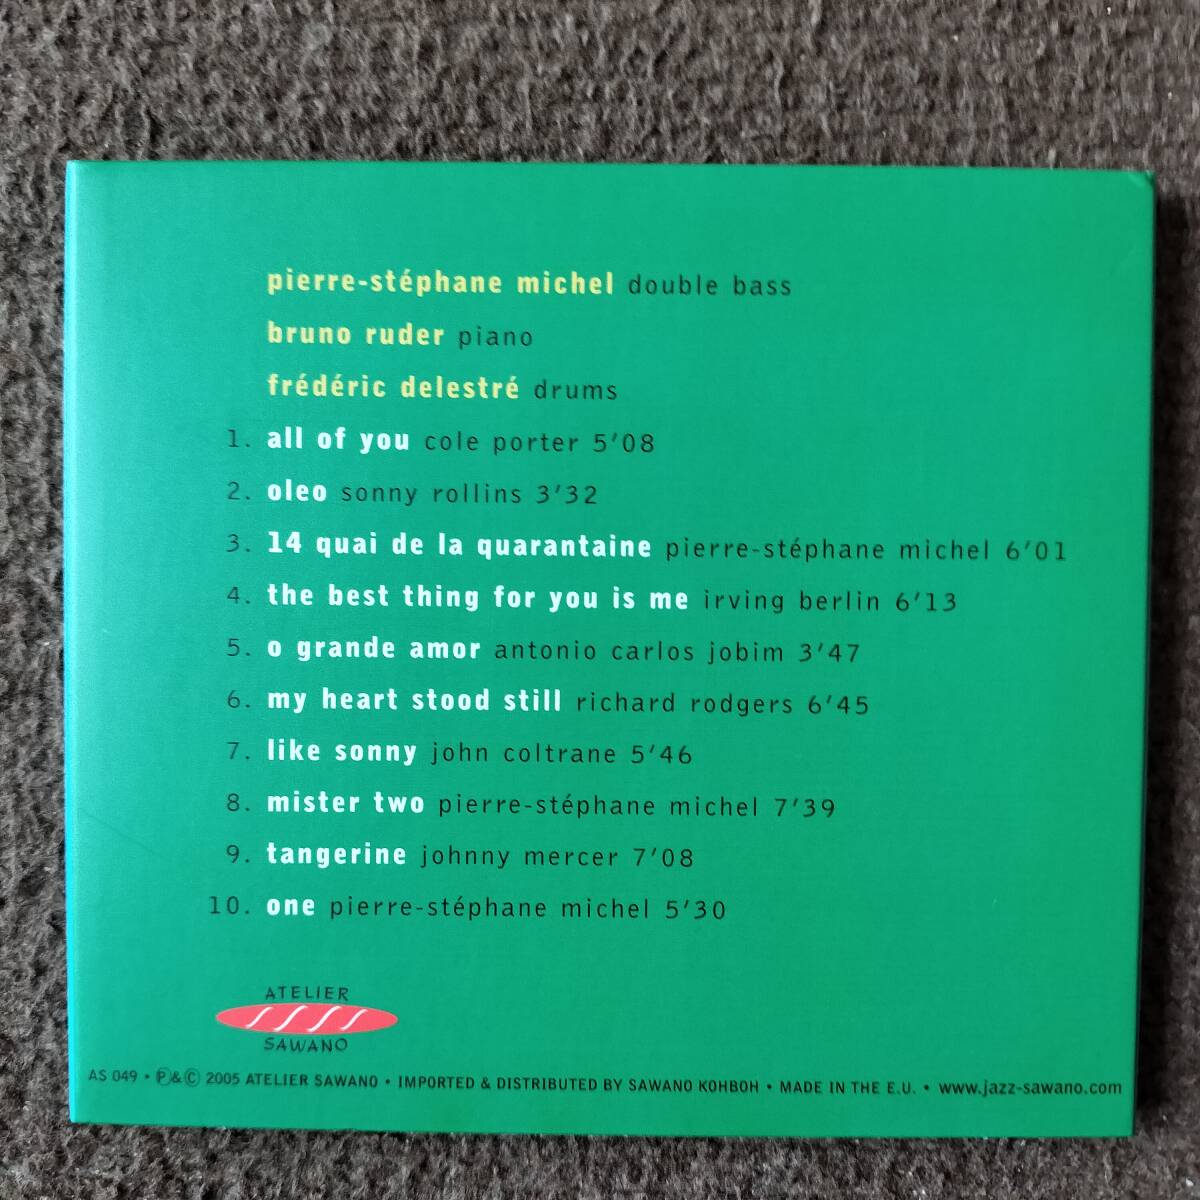 pierre-stéphane michel double bass
bruno ruder piano
frédéric delestré drums
1. all of you cole porter 5'08
2. oleo sonny rollins 3'32
3. 14 quai de la quarantaine pierre-stéphane michel 6'01
4. the best thing for you is me irving berlin 6'13
5. o grande amor antonio carlos jobim 3'47
6. my heart stood still richard rodgers 6'45
7. like sonny john coltrane 5'46
8. mister two pierre-stéphane michel 7'39
9. tangerine johnny mercer 7'08
10. one pierre-stéphane michel 5'30
ATELIER
SAWANO
AS 049 • ℗&© 2005 ATELIER SAWANO • IMPORTED & DISTRIBUTED BY SAWANO KOHBOH • MADE IN THE E.U. • www.jazz-sawano.com